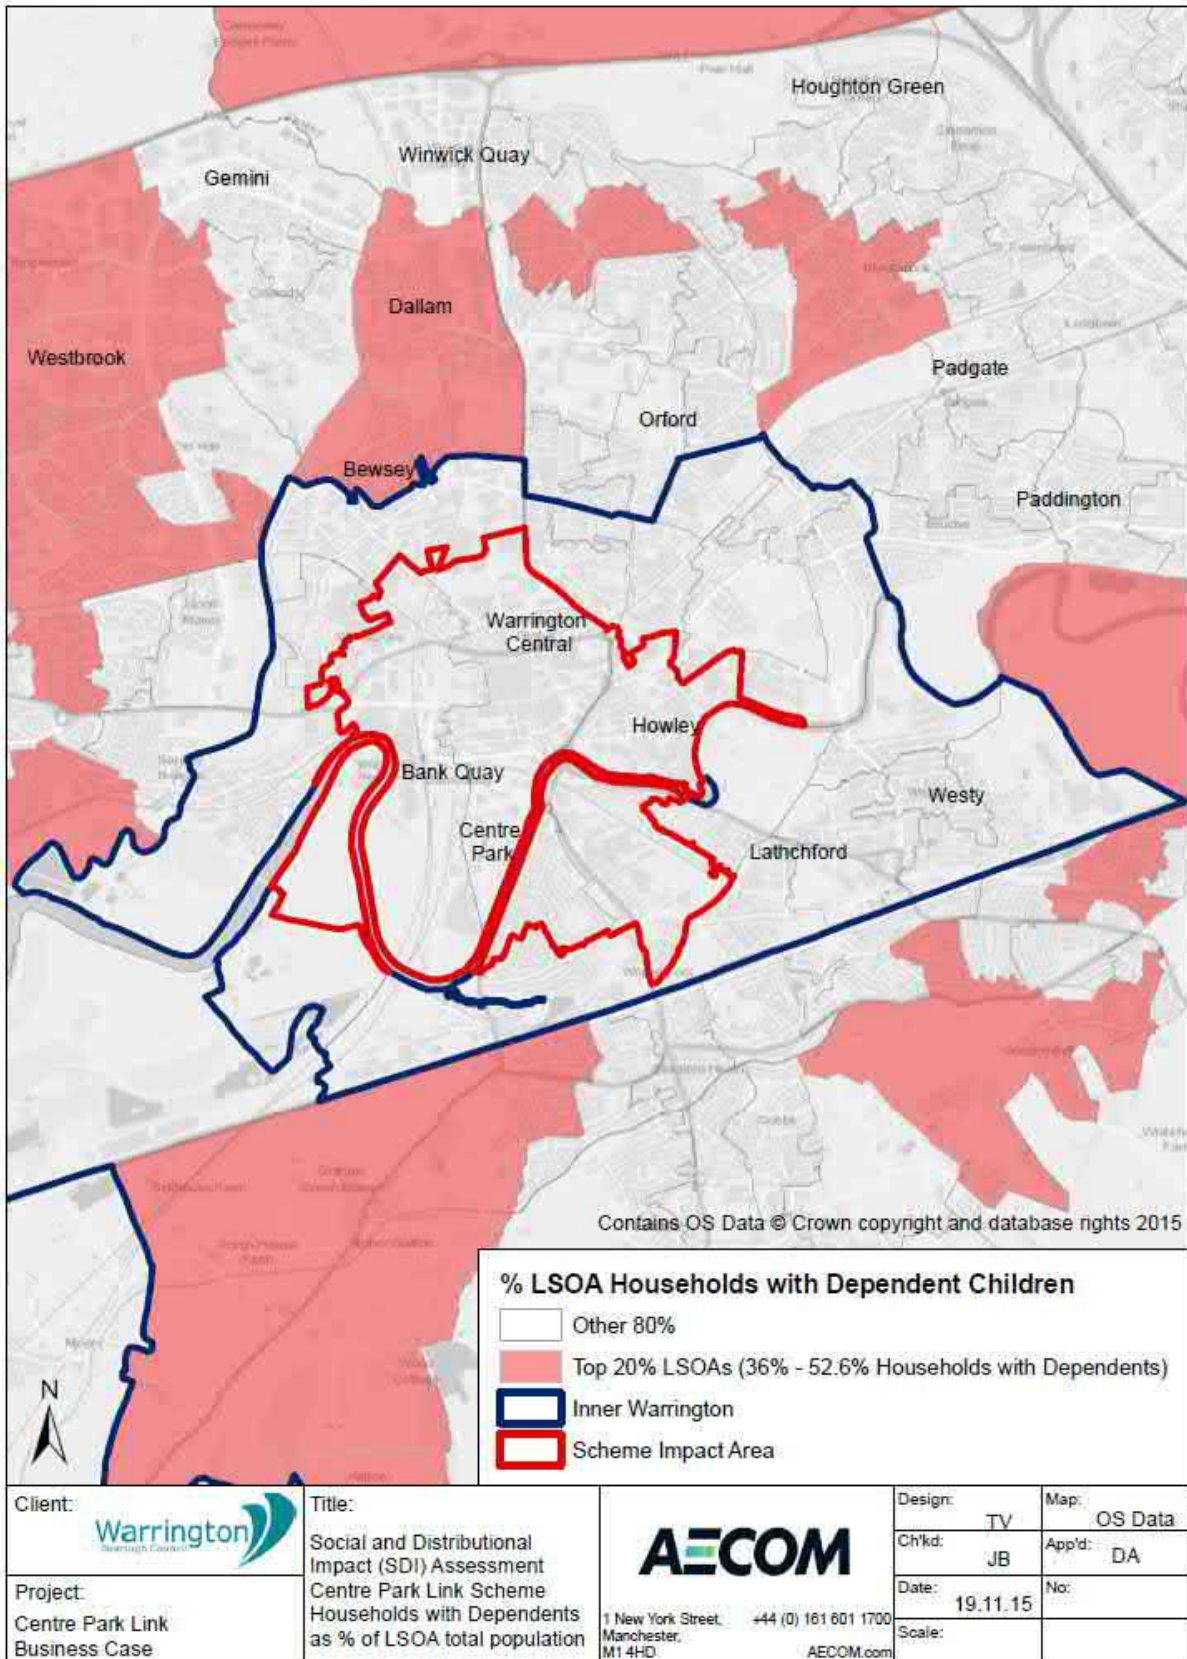 Houghton Green
Winwick Quay
Gemini
Dallam
Westbrook
Padgate
Orford
Bewsey
Paddington
Warrington
Central
Howley
Bank Quay
Westy
Centre
Park
Lathchford
Contains OS Data © Crown copyright and database rights 2015
% LSOA Households with Dependent Children
Other 80%
Top 20% LSOAs (36% - 52.6% Households with Dependents)
Inner Warrington
Scheme Impact Area
N
Client:
Warrington
Borough Council
Project:
Centre Park Link
Business Case
Title:
Social and Distributional
Impact (SDI) Assessment
Centre Park Link Scheme
Households with Dependents
as % of LSOA total population
AECOM
1 New York Street, +44 (0) 161 601 1700
Manchester,
M1 4HD AECOM.com
Design: TV
Map: OS Data
Ch'kd: JB
App'd: DA
Date: 19.11.15
No:
Scale: